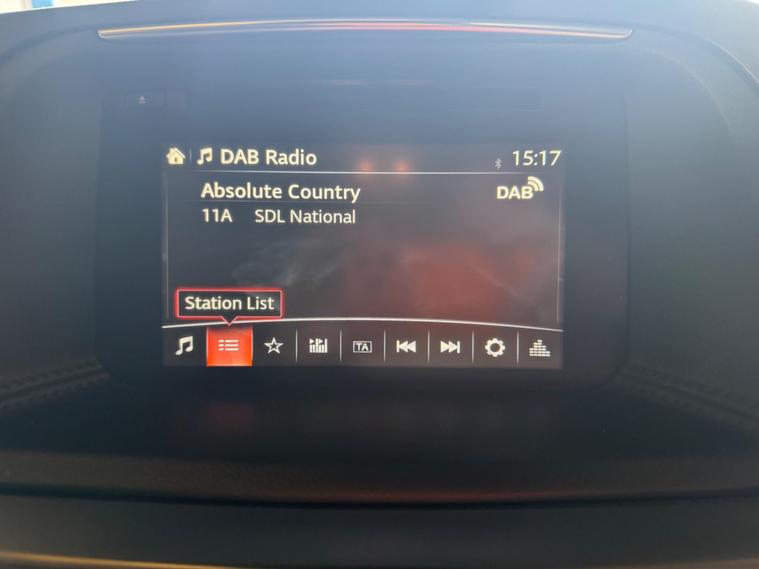 DAB Radio 15:17
Absolute Country DAB
11A SDL National
Station List
TA